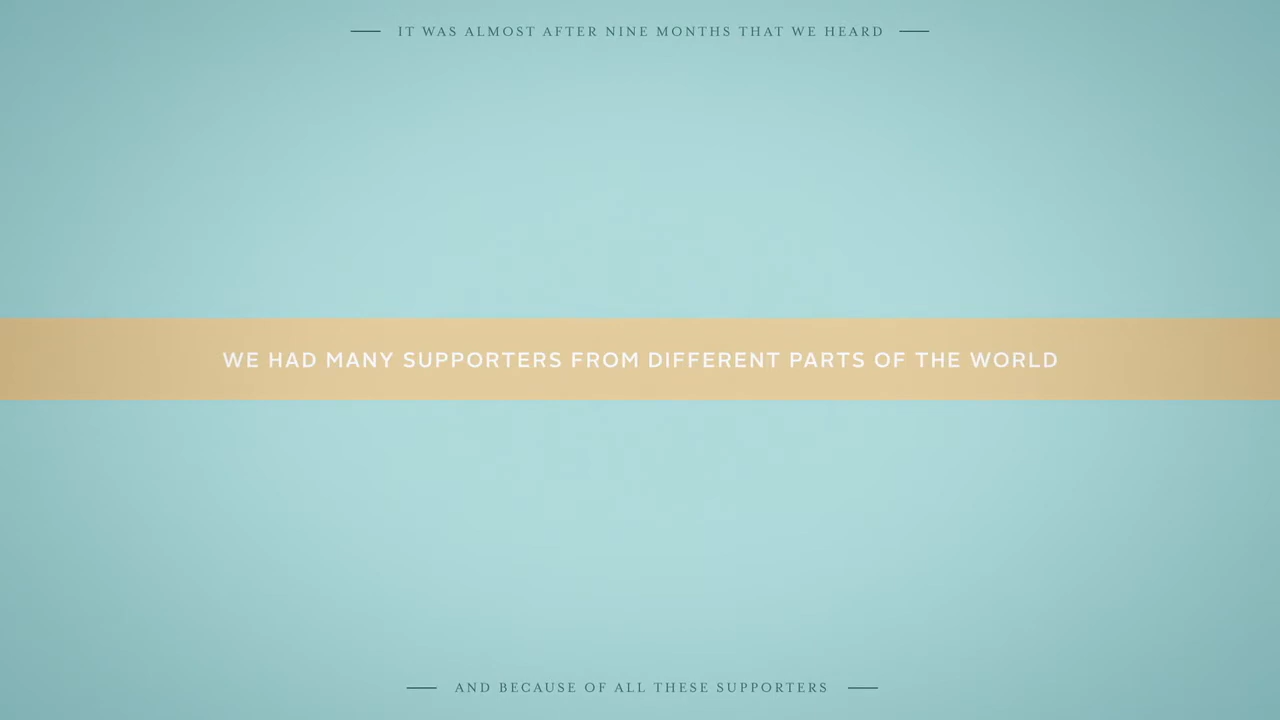 IT WAS ALMOST AFTER NINE MONTHS THAT WE HEARD
WE HAD MANY SUPPORTERS FROM DIFFERENT PARTS OF THE WORLD
AND BECAUSE OF ALL THESE SUPPORTERS